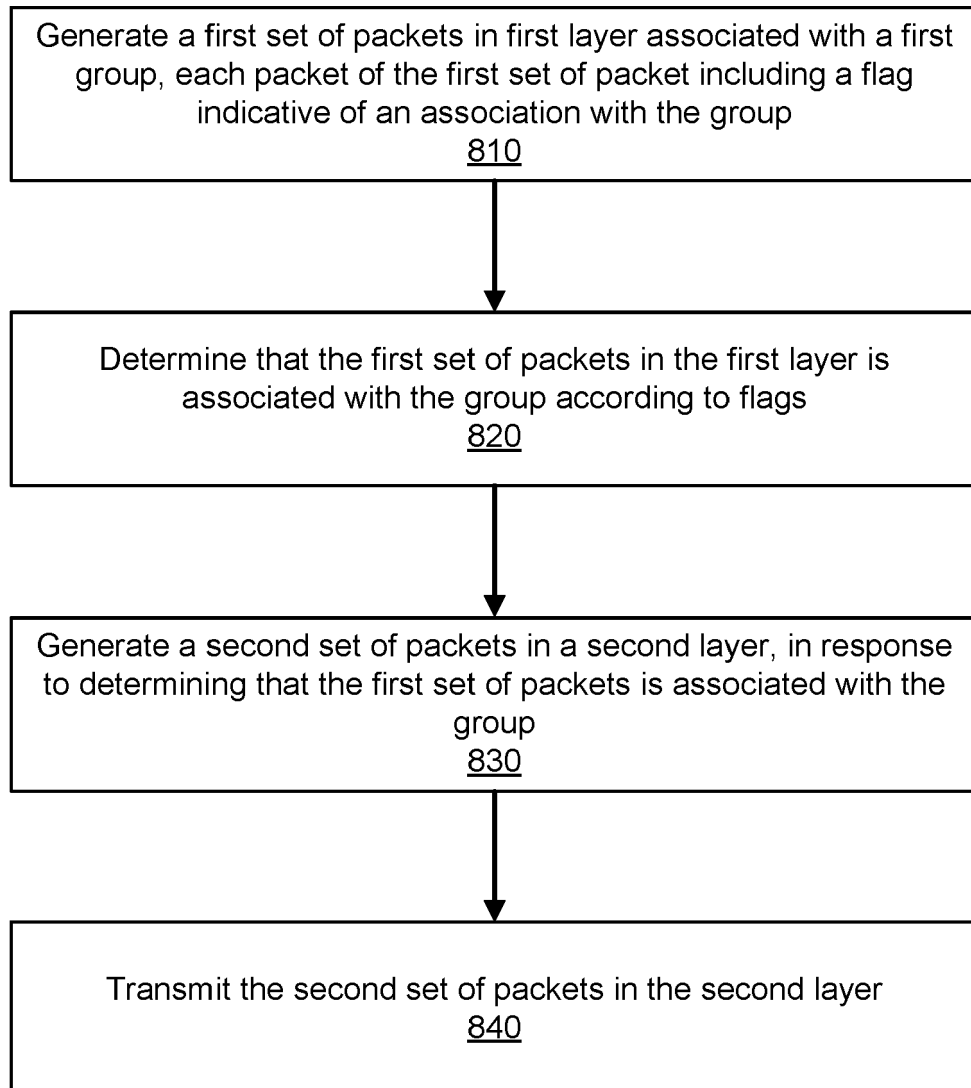 Generate a first set of packets in first layer associated with a first
group, each packet of the first set of packet including a flag
indicative of an association with the group
810
Determine that the first set of packets in the first layer is
associated with the group according to flags
820
Generate a second set of packets in a second layer, in response
to determining that the first set of packets is associated with the
group
830
Transmit the second set of packets in the second layer
840